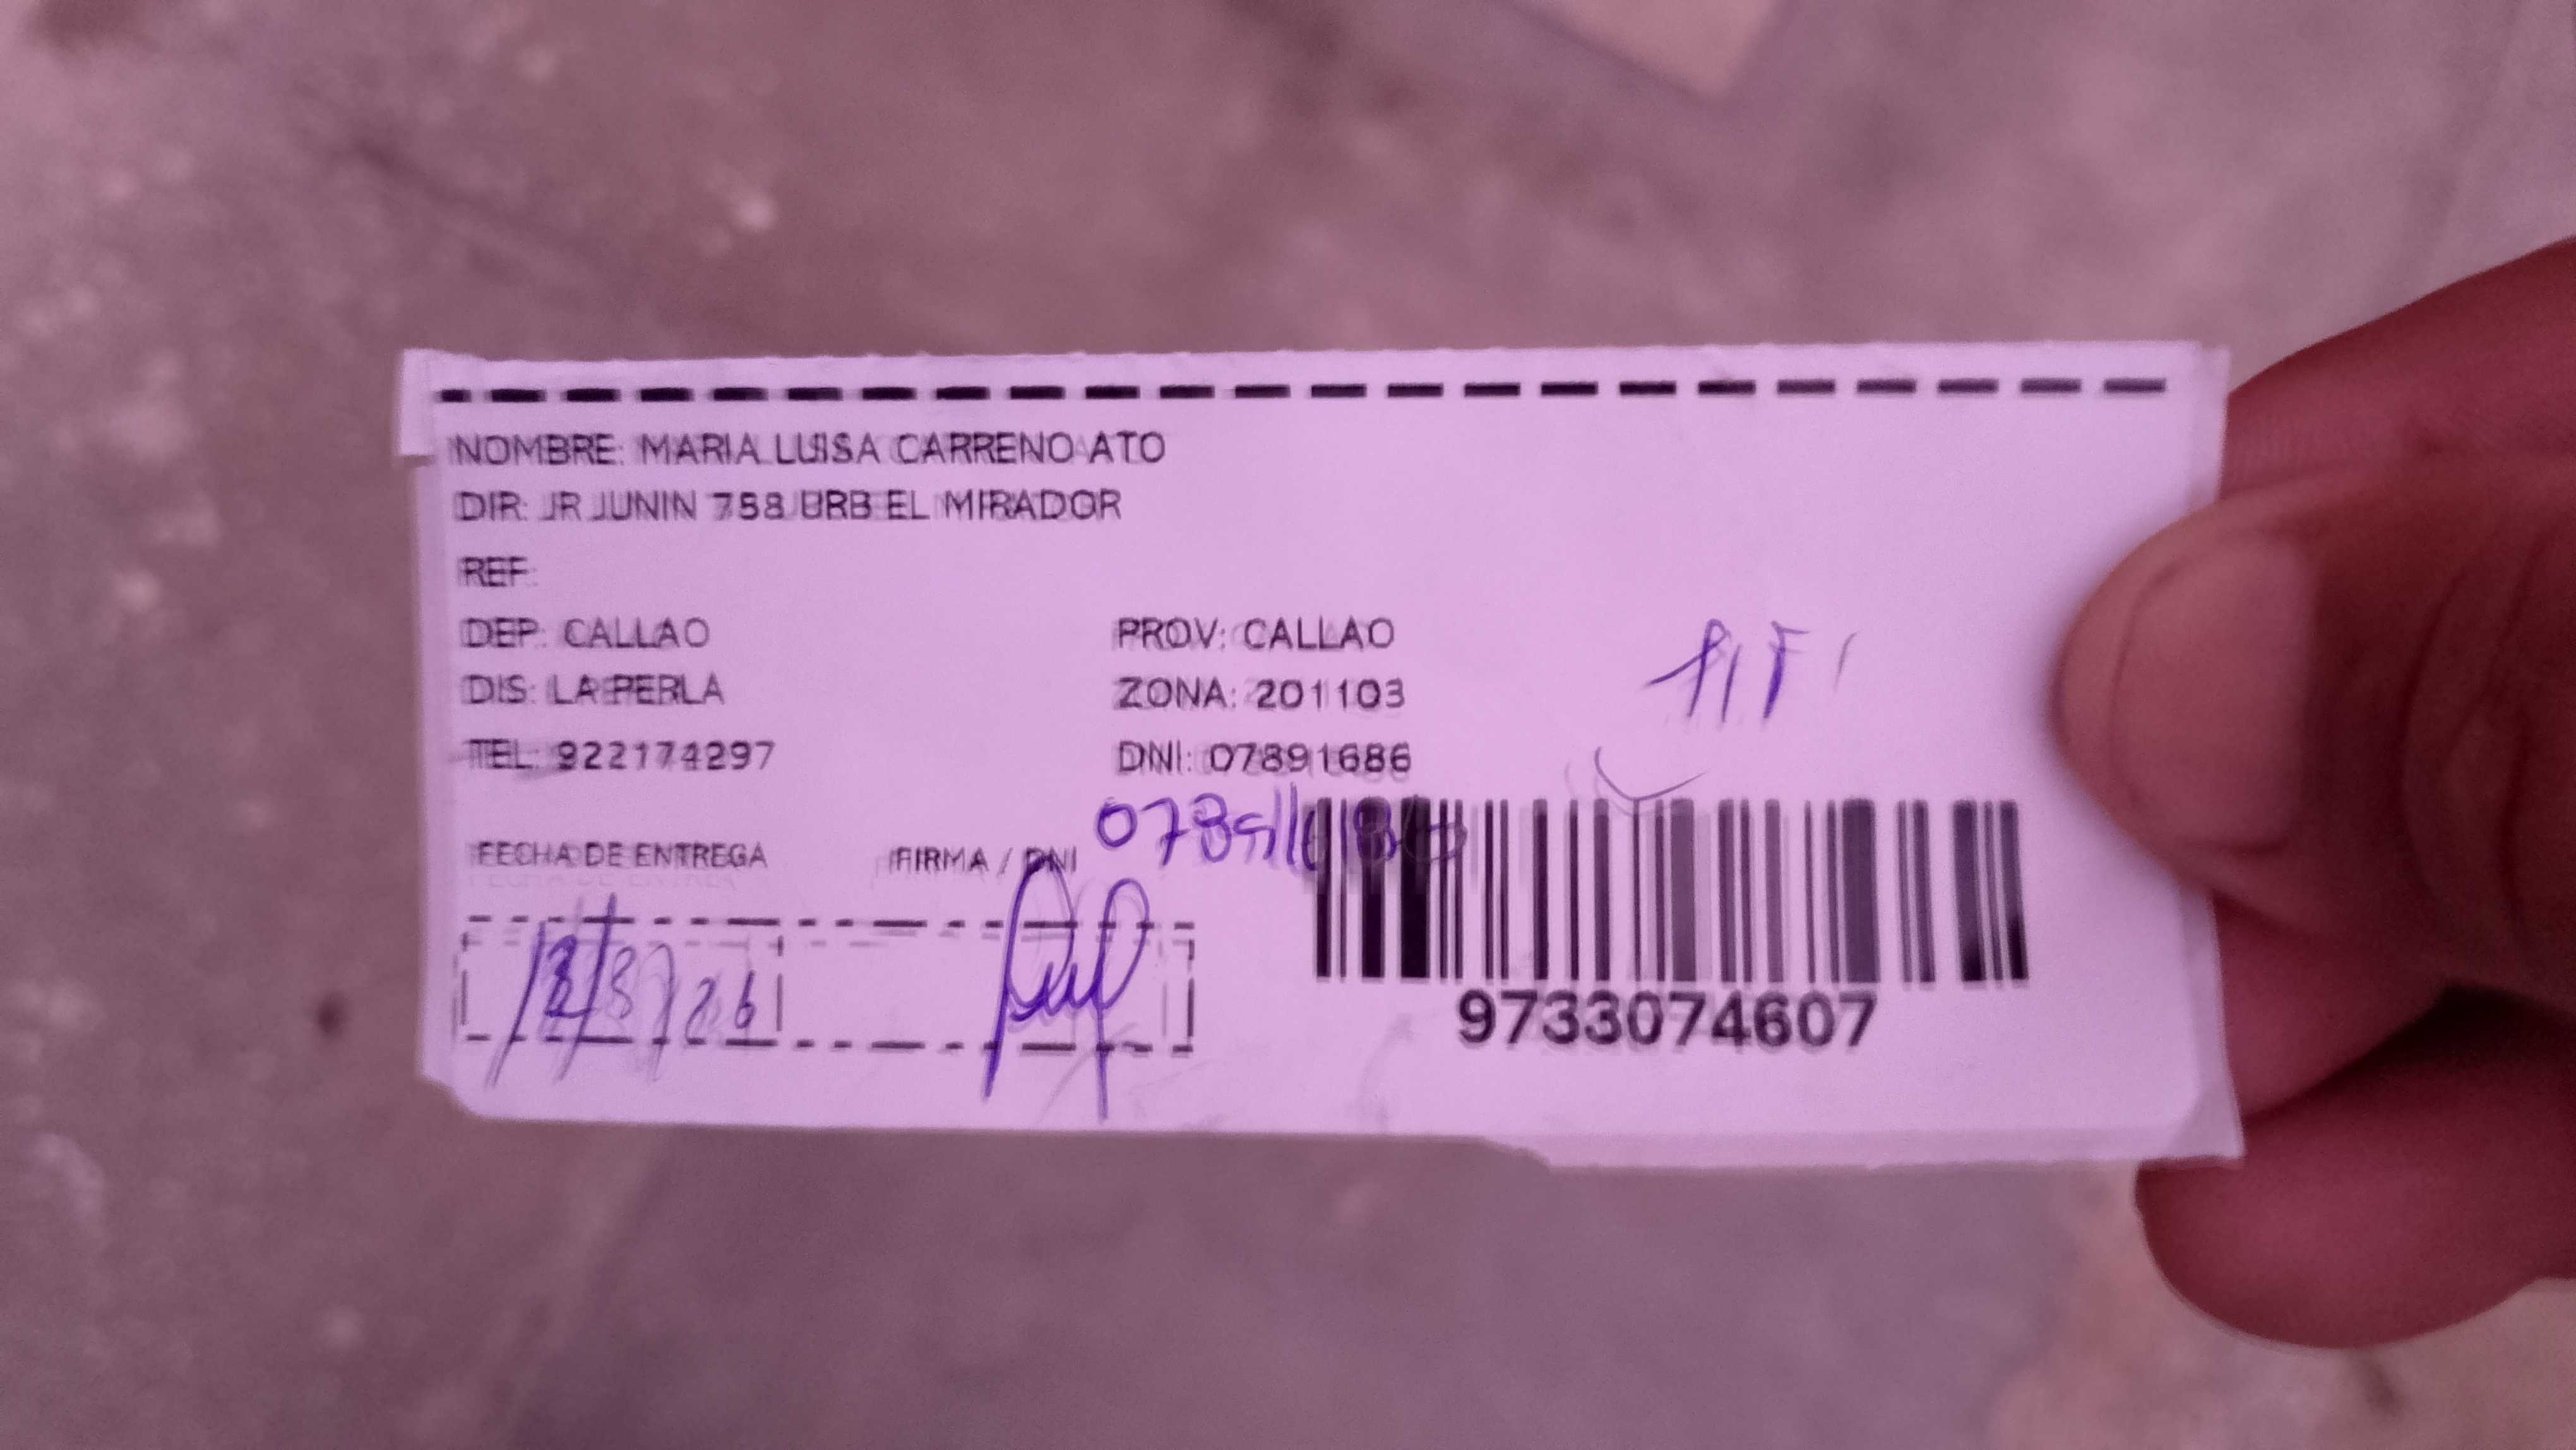 NOMBRE: MARIA LUISA CARRENO ATO
DIR: JR JUNIN 758 URB EL MIRADOR
REF:
DEP: CALLAO PROV: CALLAO
DIS: LA PERLA ZONA: 201103
TEL: 922174297 DNI: 07891686
07891686
FECHA DE ENTREGA FIRMA / DNI
9733074607